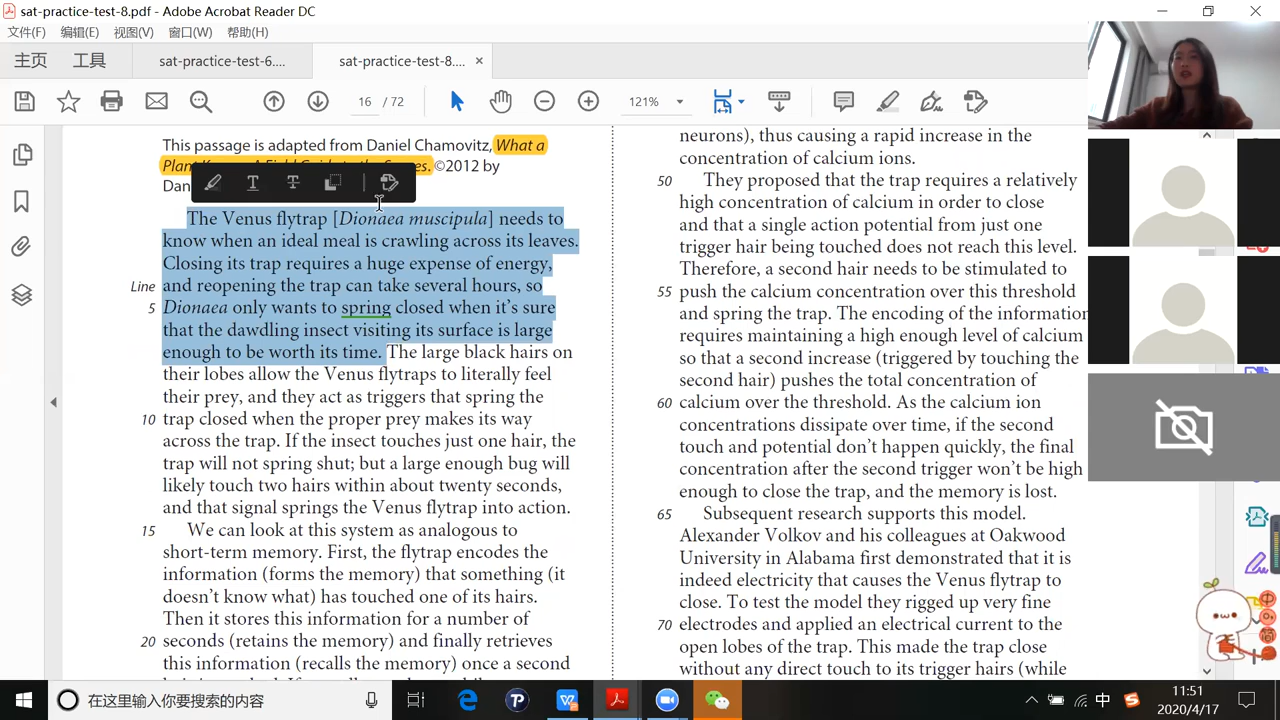 sat-practice-test-8.pdf - Adobe Acrobat Reader DC
文件(F) 编辑(E) 视图(V) 窗口(W) 帮助(H)
主页 工具 sat-practice-test-6.... sat-practice-test-8....
16 / 72 121%
This passage is adapted from Daniel Chamovitz, What a
©2012 by
The Venus flytrap [Dionaea muscipula] needs to
know when an ideal meal is crawling across its leaves.
Closing its trap requires a huge expense of energy,
Line and reopening the trap can take several hours, so
5 Dionaea only wants to spring closed when it's sure
that the dawdling insect visiting its surface is large
enough to be worth its time. The large black hairs on
their lobes allow the Venus flytraps to literally feel
their prey, and they act as triggers that spring the
10 trap closed when the proper prey makes its way
across the trap. If the insect touches just one hair, the
trap will not spring shut; but a large enough bug will
likely touch two hairs within about twenty seconds,
and that signal springs the Venus flytrap into action.
15 We can look at this system as analogous to
short-term memory. First, the flytrap encodes the
information (forms the memory) that something (it
doesn't know what) has touched one of its hairs.
Then it stores this information for a number of
20 seconds (retains the memory) and finally retrieves
this information (recalls the memory) once a second
neurons), thus causing a rapid increase in the
concentration of calcium ions.
50 They proposed that the trap requires a relatively
high concentration of calcium in order to close
and that a single action potential from just one
trigger hair being touched does not reach this level.
Therefore, a second hair needs to be stimulated to
55 push the calcium concentration over this threshold
and spring the trap. The encoding of the information
requires maintaining a high enough level of calcium
so that a second increase (triggered by touching the
second hair) pushes the total concentration of
60 calcium over the threshold. As the calcium ion
concentrations dissipate over time, if the second
touch and potential don't happen quickly, the final
concentration after the second trigger won't be high
enough to close the trap, and the memory is lost.
65 Subsequent research supports this model.
Alexander Volkov and his colleagues at Oakwood
University in Alabama first demonstrated that it is
indeed electricity that causes the Venus flytrap to
close. To test the model they rigged up very fine
70 electrodes and applied an electrical current to the
open lobes of the trap. This made the trap close
without any direct touch to its trigger hairs (while
在这里输入你要搜索的内容
中
11:51
2020/4/17